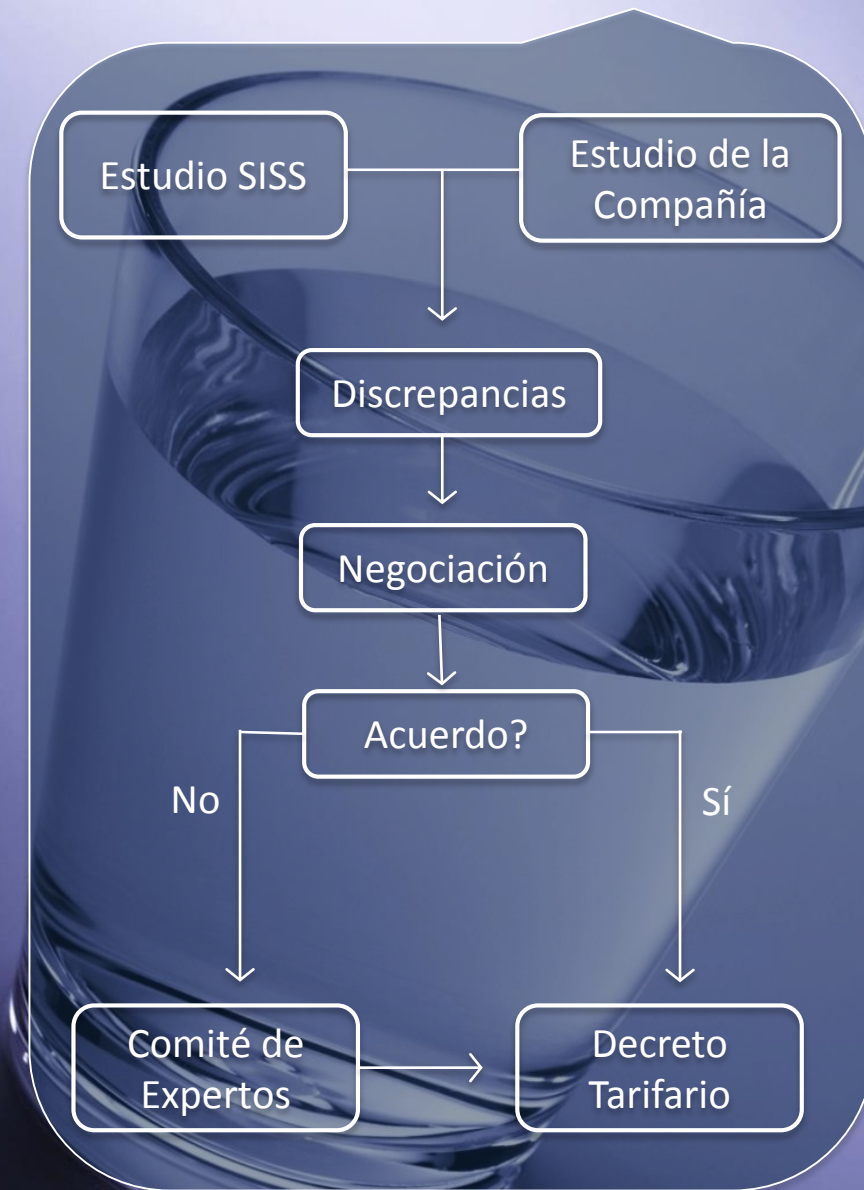 Estudio SISS
Estudio de la
Compañía
Discrepancias
Negociación
Acuerdo?
No
Sí
Comité de
Expertos
Decreto
Tarifario